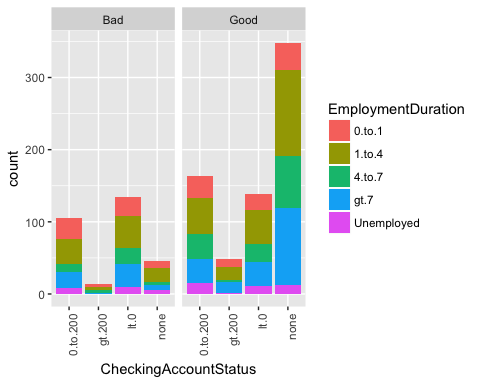 Bad
Good
300
200
100
0
count
0.to.200
gt.200
lt.0
none
0.to.200
gt.200
lt.0
none
CheckingAccountStatus
EmploymentDuration
0.to.1
1.to.4
4.to.7
gt.7
Unemployed